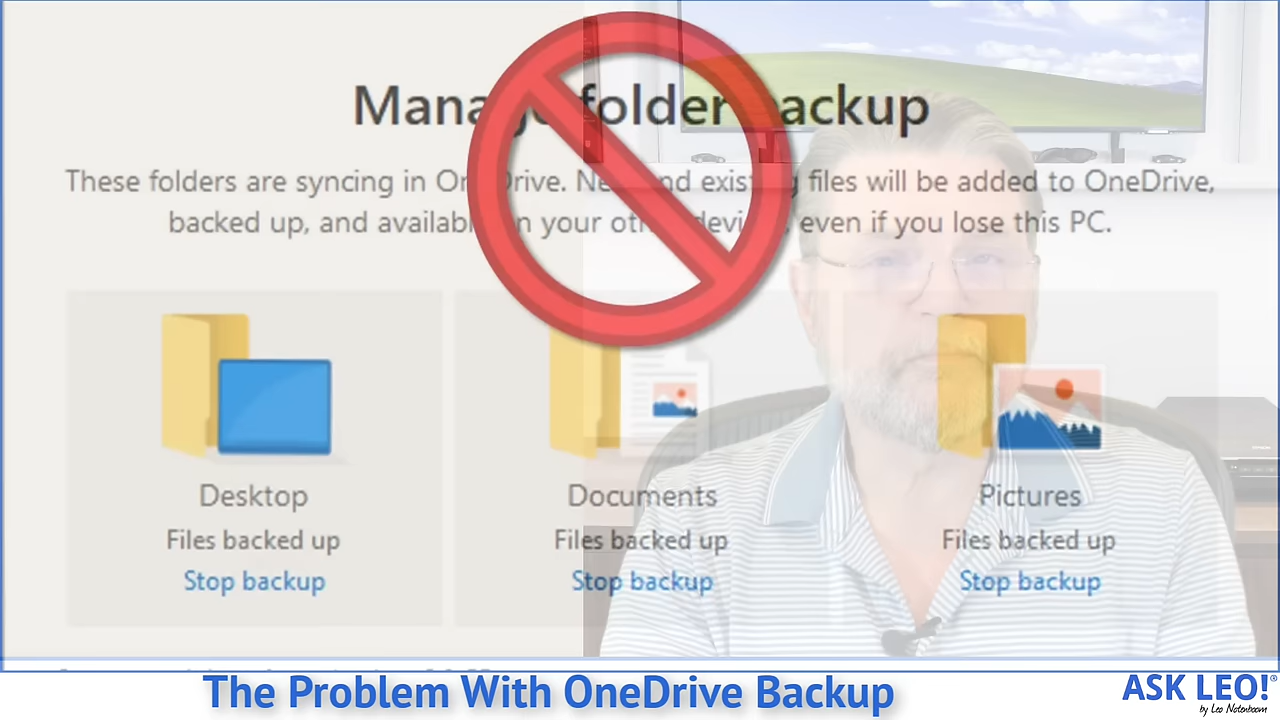 Manage folder backup
These folders are syncing in OneDrive. New and existing files will be added to OneDrive,
backed up, and available on your other devices, even if you lose this PC.
Desktop
Documents
Pictures
Files backed up
Files backed up
Files backed up
Stop backup
Stop backup
Stop backup
The Problem With OneDrive Backup
ASK LEO!®
by Leo Notenboom